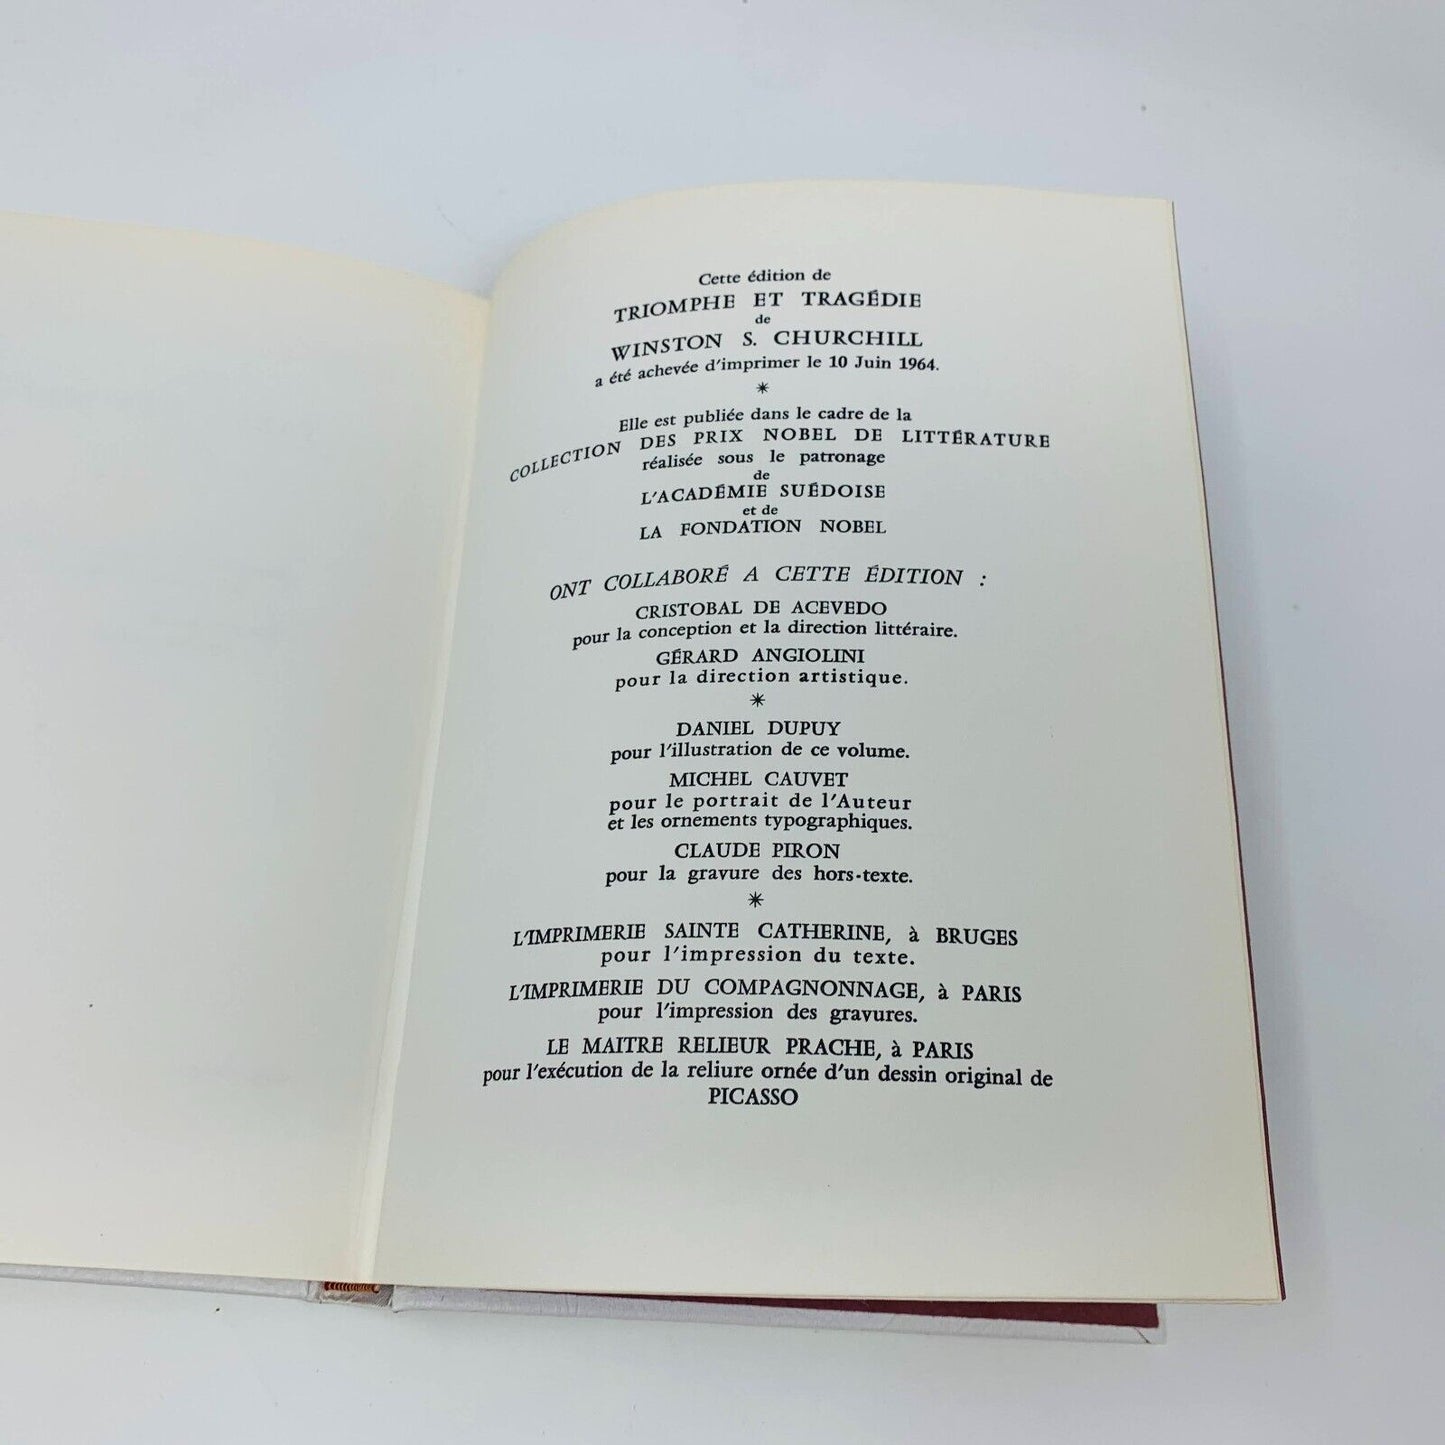 Cette édition de
TRIOMPHE ET TRAGÉDIE
de
WINSTON S. CHURCHILL
a été achevée d'imprimer le 10 Juin 1964.
*
Elle est publiée dans le cadre de la
COLLECTION DES PRIX NOBEL DE LITTÉRATURE
réalisée sous le patronage
de
L'ACADÉMIE SUÉDOISE
et de
LA FONDATION NOBEL
ONT COLLABORÉ A CETTE ÉDITION :
CRISTOBAL DE ACEVEDO
pour la conception et la direction littéraire.
GÉRARD ANGIOLINI
pour la direction artistique.
*
DANIEL DUPUY
pour l'illustration de ce volume.
MICHEL CAUVET
pour le portrait de l'Auteur
et les ornements typographiques.
CLAUDE PIRON
pour la gravure des hors-texte.
*
L'IMPRIMERIE SAINTE CATHERINE, à BRUGES
pour l'impression du texte.
L'IMPRIMERIE DU COMPAGNONNAGE, à PARIS
pour l'impression des gravures.
LE MAITRE RELIEUR PRACHE, à PARIS
pour l'exécution de la reliure ornée d'un dessin original de
PICASSO